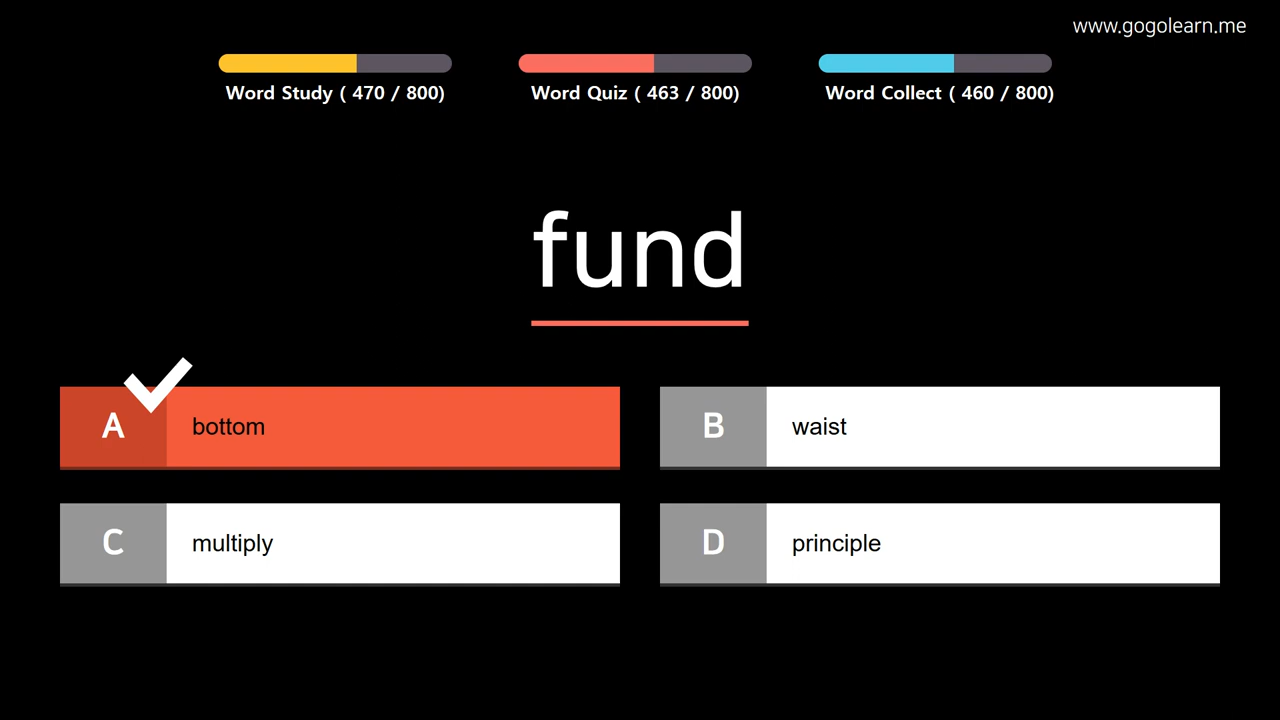 www.gogolearn.me
Word Study ( 470 / 800)
Word Quiz ( 463 / 800)
Word Collect ( 460 / 800)
fund
A bottom
B waist
C multiply
D principle